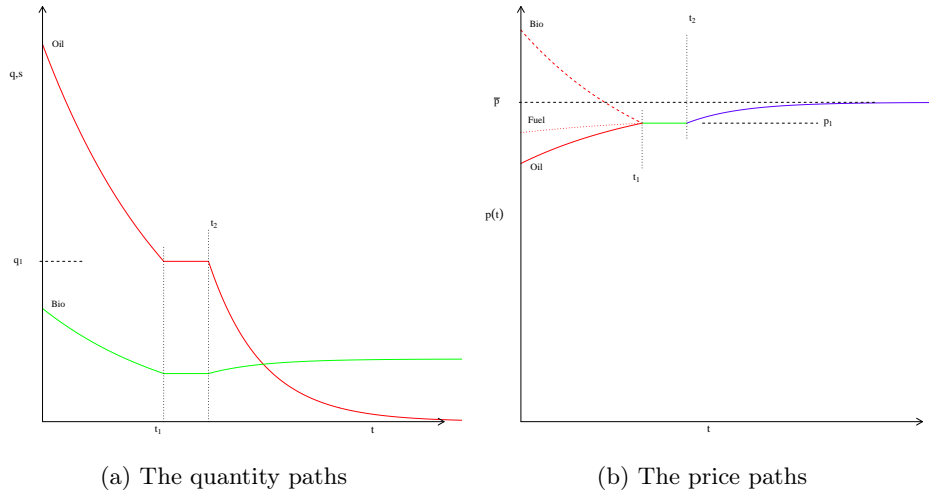 Oil
q,s
t2
q1
Bio
t1
t
(a) The quantity paths
Bio
t2
p̅
Fuel
p1
Oil
t1
p(t)
t
(b) The price paths